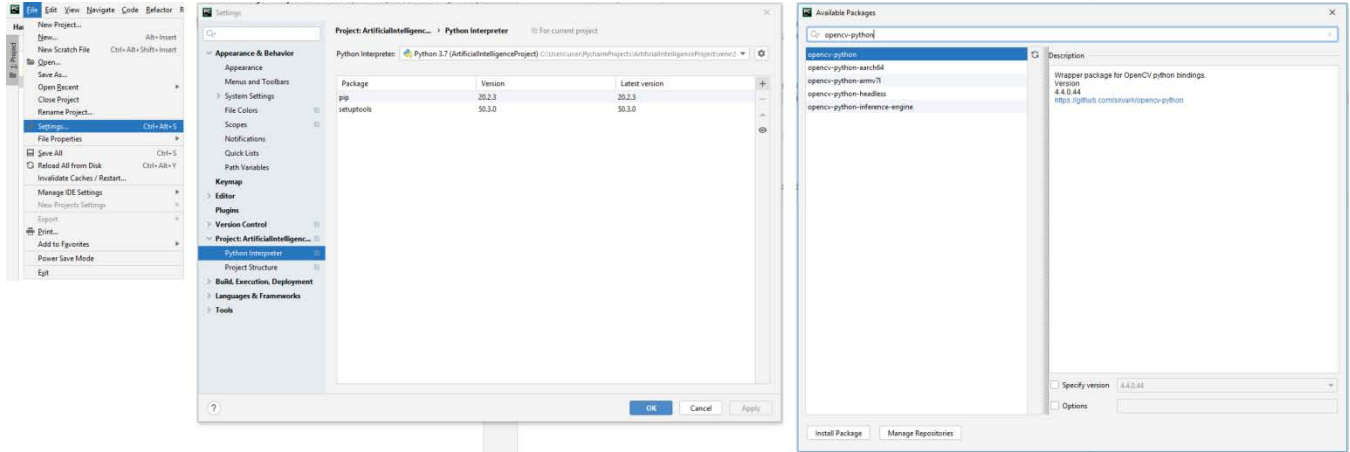 File Edit View Navigate Code Refactor R
Ha
1: Project
New Project...
New... Alt+Insert
New Scratch File Ctrl+Alt+Shift+Insert
Open...
Save As...
Open Recent
Close Project
Rename Project...
Settings... Ctrl+Alt+S
File Properties
Save All Ctrl+S
Reload All from Disk Ctrl+Alt+Y
Invalidate Caches / Restart...
Manage IDE Settings
New Projects Settings
Export
Print...
Add to Favorites
Power Save Mode
Exit
Settings
Appearance & Behavior
Appearance
Menus and Toolbars
System Settings
File Colors
Scopes
Notifications
Quick Lists
Path Variables
Keymap
Editor
Plugins
Version Control
Project: ArtificialIntelligenc...
Python Interpreter
Project Structure
Build, Execution, Deployment
Languages & Frameworks
Tools
Project: ArtificialIntelligenc... > Python Interpreter For current project
Python Interpreter: Python 3.7 (ArtificialIntelligenceProject) C:\Users\user\PycharmProjects\ArtificialIntelligenceProject\venv\S
Package Version Latest version
pip 20.2.3 20.2.3
setuptools 50.3.0 50.3.0
? OK Cancel Apply
Available Packages
opencv-python
opencv-python
opencv-python-aarch64
opencv-python-armv7l
opencv-python-headless
opencv-python-inference-engine
Description
Wrapper package for OpenCV python bindings.
Version
4.4.0.44
https://github.com/skvark/opencv-python
Specify version 4.4.0.44
Options
Install Package Manage Repositories